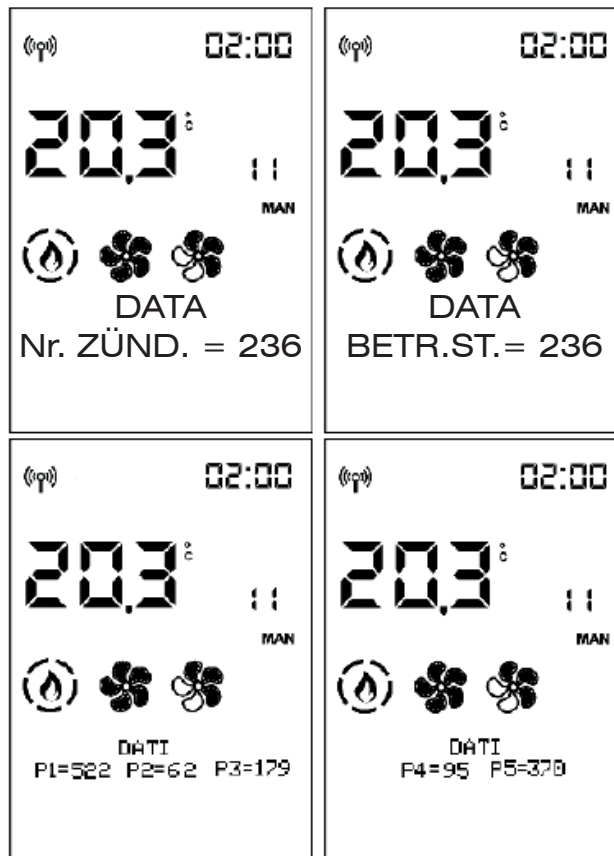 02:00
20,3 °C
11
MAN
DATA
Nr. ZÜND. = 236
02:00
20,3 °C
11
MAN
DATA
BETR.ST.= 236
02:00
20,3 °C
11
MAN
DATI
P1=522 P2=62 P3=179
02:00
20,3 °C
11
MAN
DATI
P4=95 P5=370